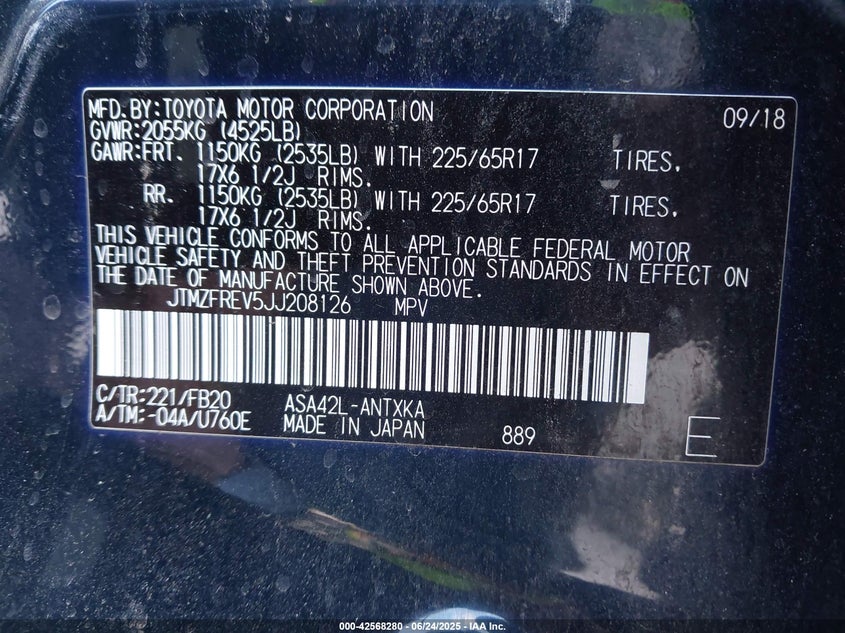 MFD.BY:TOYOTA MOTOR CORPORATION 09/18
GVWR:2055KG (4525LB)
GAWR:FRT. 1150KG (2535LB) WITH 225/65R17 TIRES,
17X6 1/2J RIMS.
RR. 1150KG (2535LB) WITH 225/65R17 TIRES,
17X6 1/2J RIMS.
THIS VEHICLE CONFORMS TO ALL APPLICABLE FEDERAL MOTOR
VEHICLE SAFETY AND THEFT PREVENTION STANDARDS IN EFFECT ON
THE DATE OF MANUFACTURE SHOWN ABOVE.
JTMZFREV5JJ208126 MPV
C/TR:221/FB20 ASA42L-ANTXKA
A/TM:-04A/U760E MADE IN JAPAN 889 E
000-42568280 - 06/24/2025 - IAA, Inc.